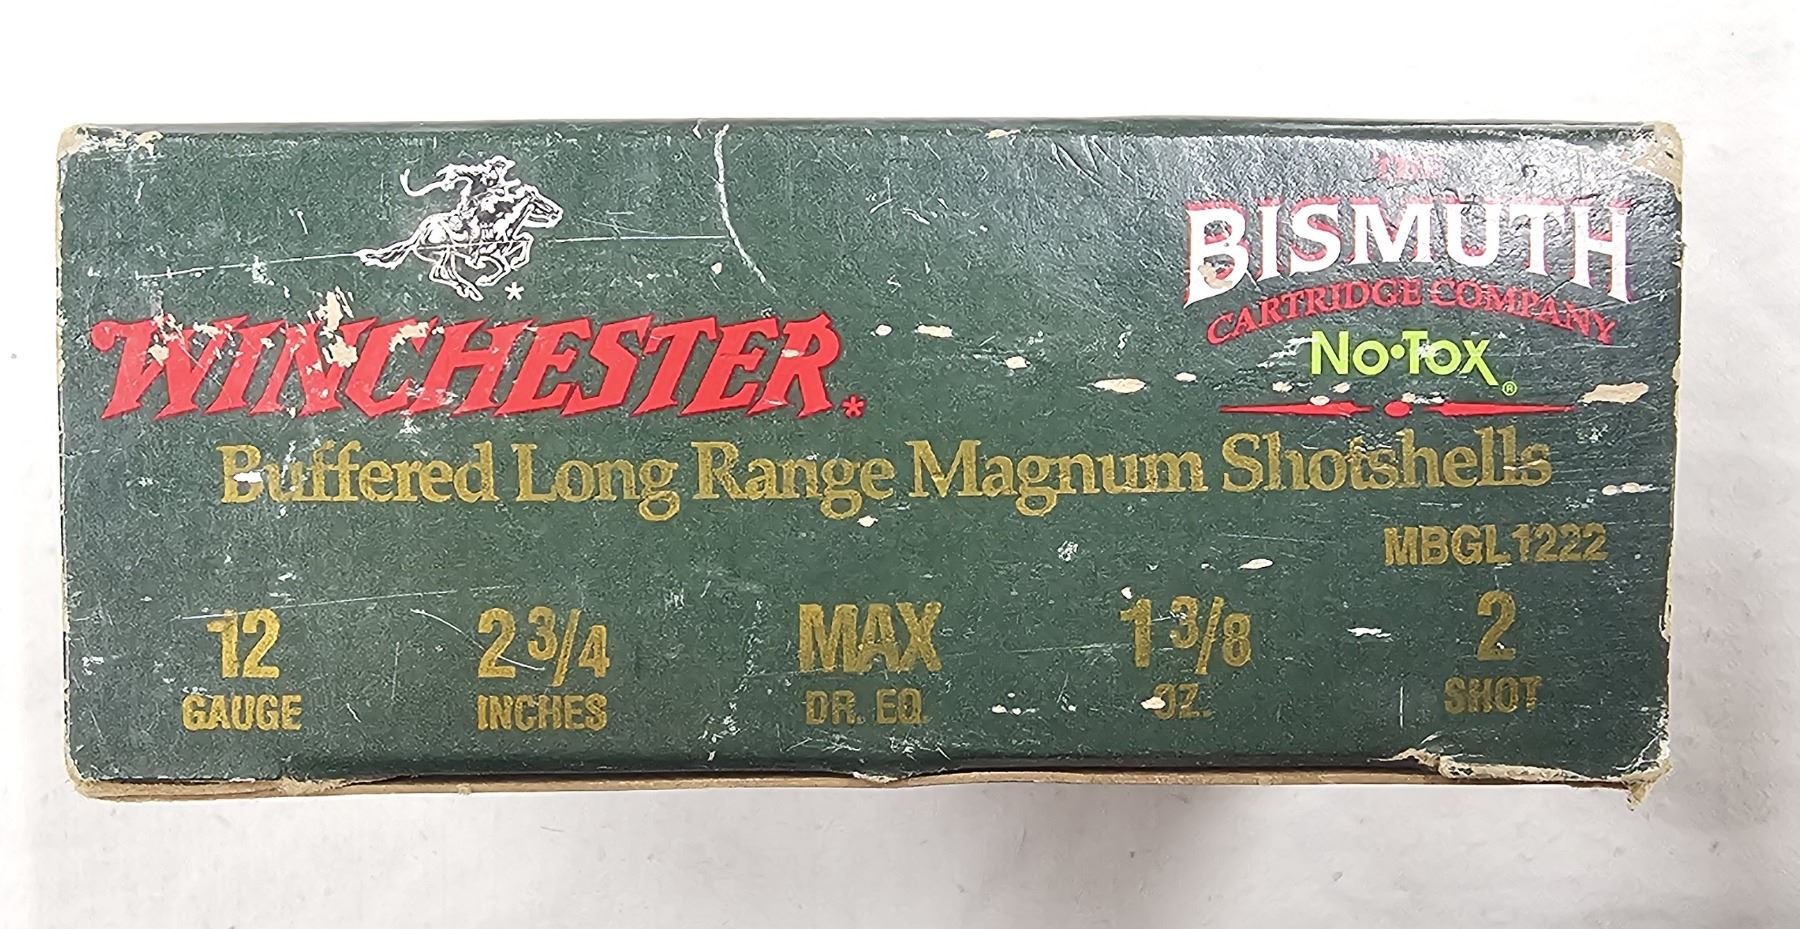 THE
BISMUTH
CARTRIDGE COMPANY
No•Tox®
WINCHESTER*
Buffered Long Range Magnum Shotshells
MBGL1222
12 2 3/4 MAX 1 3/8 2
GAUGE INCHES DR. EQ. OZ. SHOT